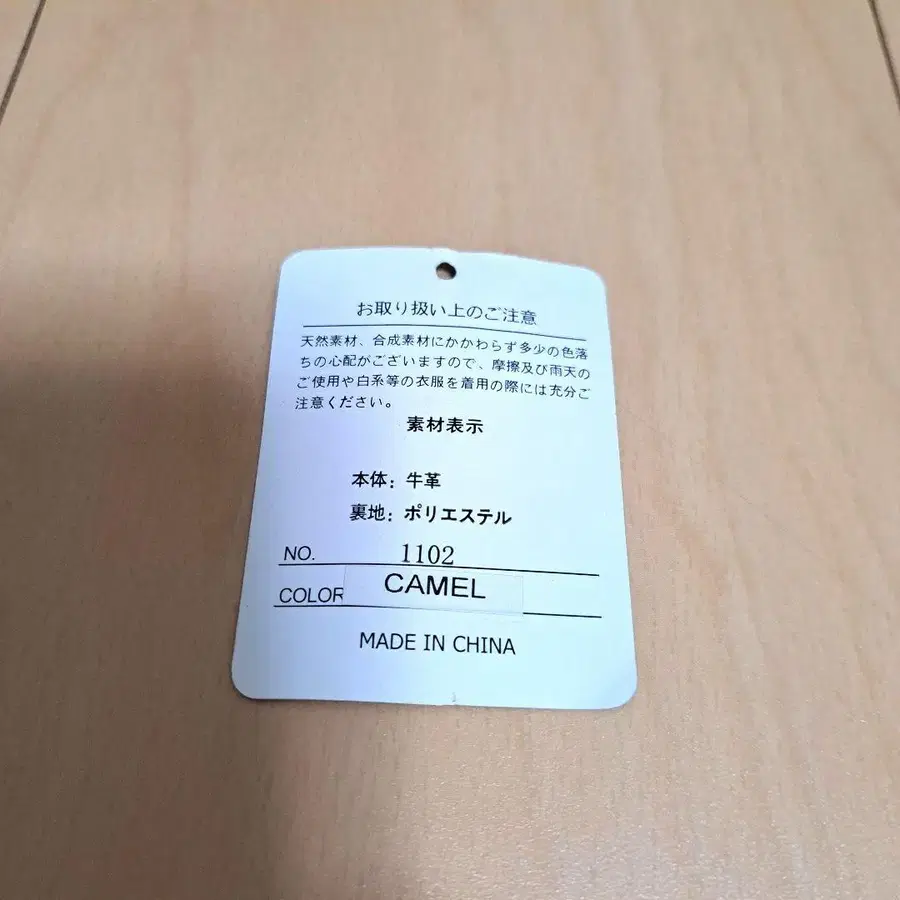 お取り扱い上のご注意
天然素材、合成素材にかかわらず多少の色落
ちの心配がございますので、摩擦及び雨天の
ご使用や白系等の衣服を着用の際には充分ご
注意ください。
素材表示
本体：牛革
裏地：ポリエステル
NO. 1102
COLOR CAMEL
MADE IN CHINA